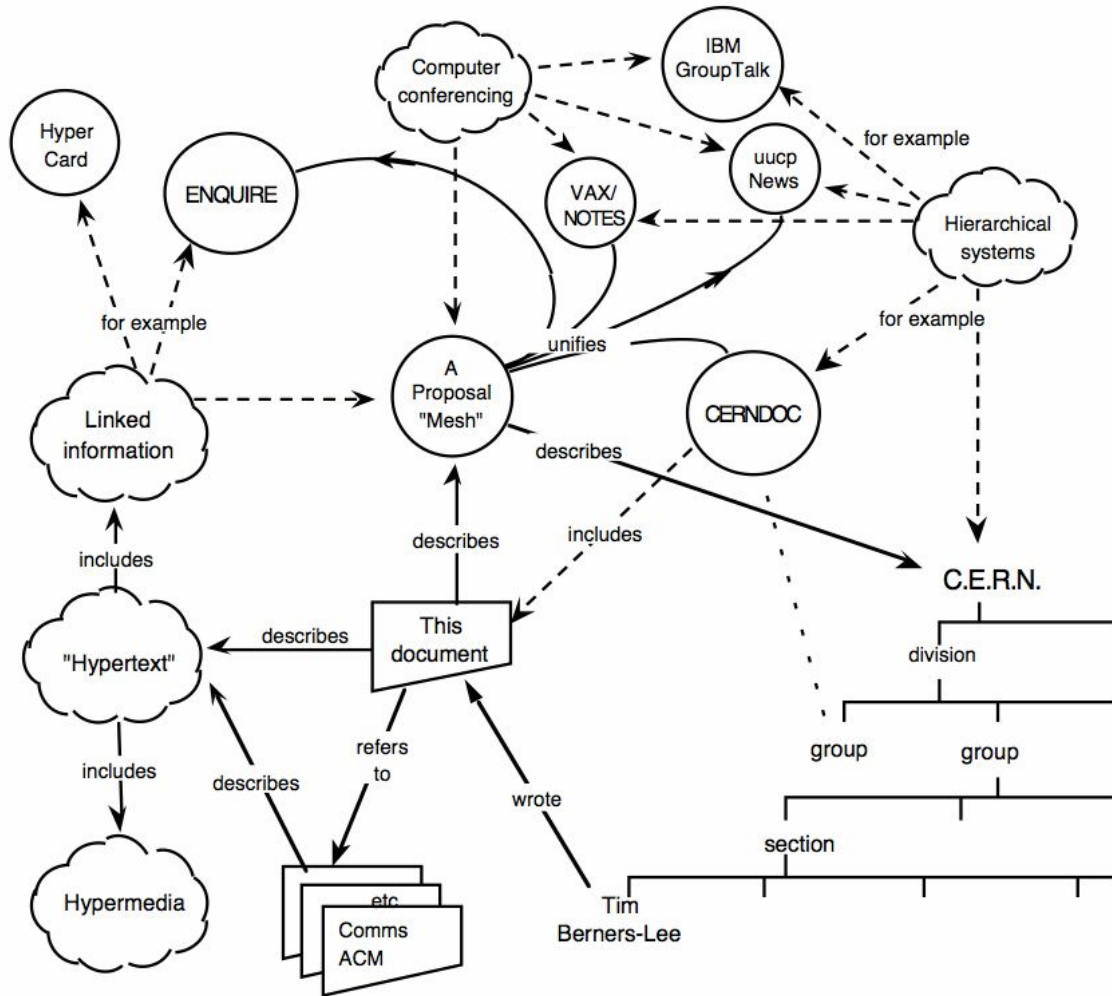 IBM
GroupTalk
Computer
conferencing
Hyper
Card
for example
uucp
News
ENQUIRE
VAX/
NOTES
Hierarchical
systems
for example
for example
unifies
A
Proposal
"Mesh"
Linked
information
CERNDOC
describes
includes
describes
includes
C.E.R.N.
This
document
describes
"Hypertext"
division
refers
to
group
group
includes
describes
wrote
section
Hypermedia
etc
Tim
Berners-Lee
Comms
ACM